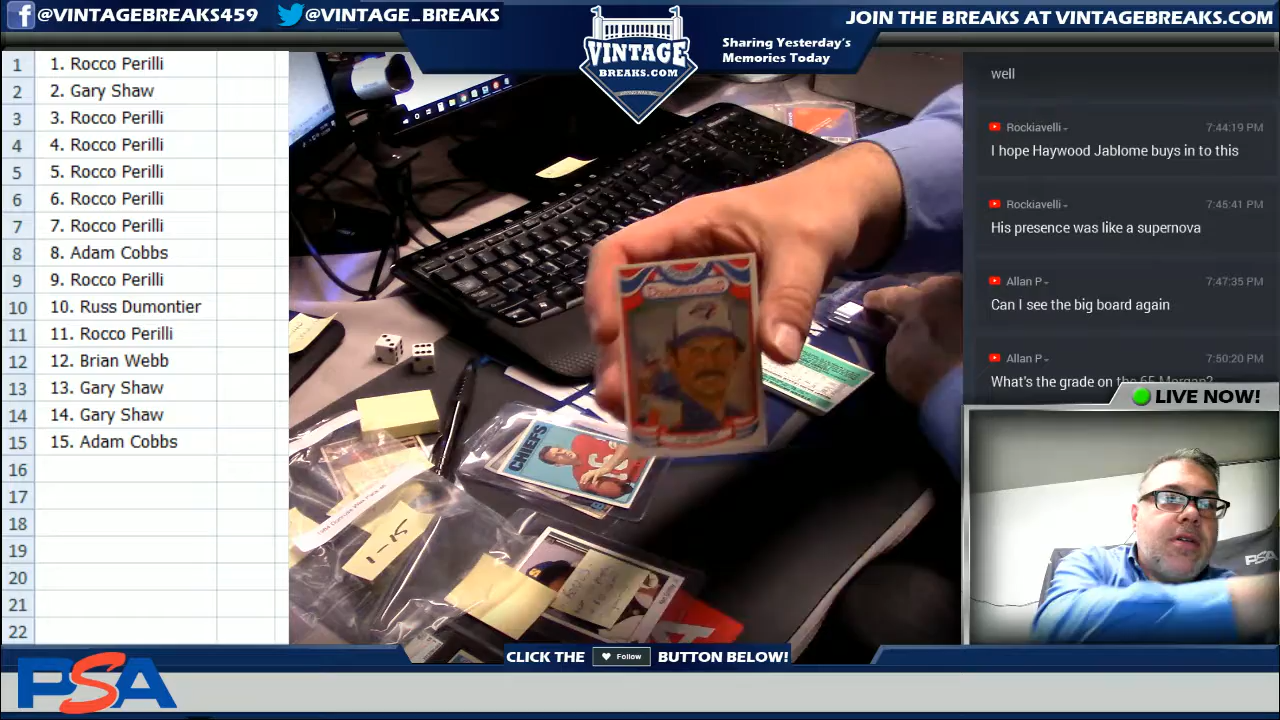 @VINTAGEBREAKS459
@VINTAGE_BREAKS
VINTAGE
BREAKS.COM
Sharing Yesterday's
Memories Today
JOIN THE BREAKS AT VINTAGEBREAKS.COM
1 1. Rocco Perilli
2 2. Gary Shaw
3 3. Rocco Perilli
4 4. Rocco Perilli
5 5. Rocco Perilli
6 6. Rocco Perilli
7 7. Rocco Perilli
8 8. Adam Cobbs
9 9. Rocco Perilli
10 10. Russ Dumontier
11 11. Rocco Perilli
12 12. Brian Webb
13 13. Gary Shaw
14 14. Gary Shaw
15 15. Adam Cobbs
16
17
18
19
20
21
22
CHIEFS
1-15
well
Rockiavelli 7:44:19 PM
I hope Haywood Jablome buys in to this
Rockiavelli 7:45:41 PM
His presence was like a supernova
Allan P 7:47:35 PM
Can I see the big board again
Allan P 7:50:20 PM
What's the grade on the 65 Morgan?
LIVE NOW!
PSA
CLICK THE Follow BUTTON BELOW!
PSA